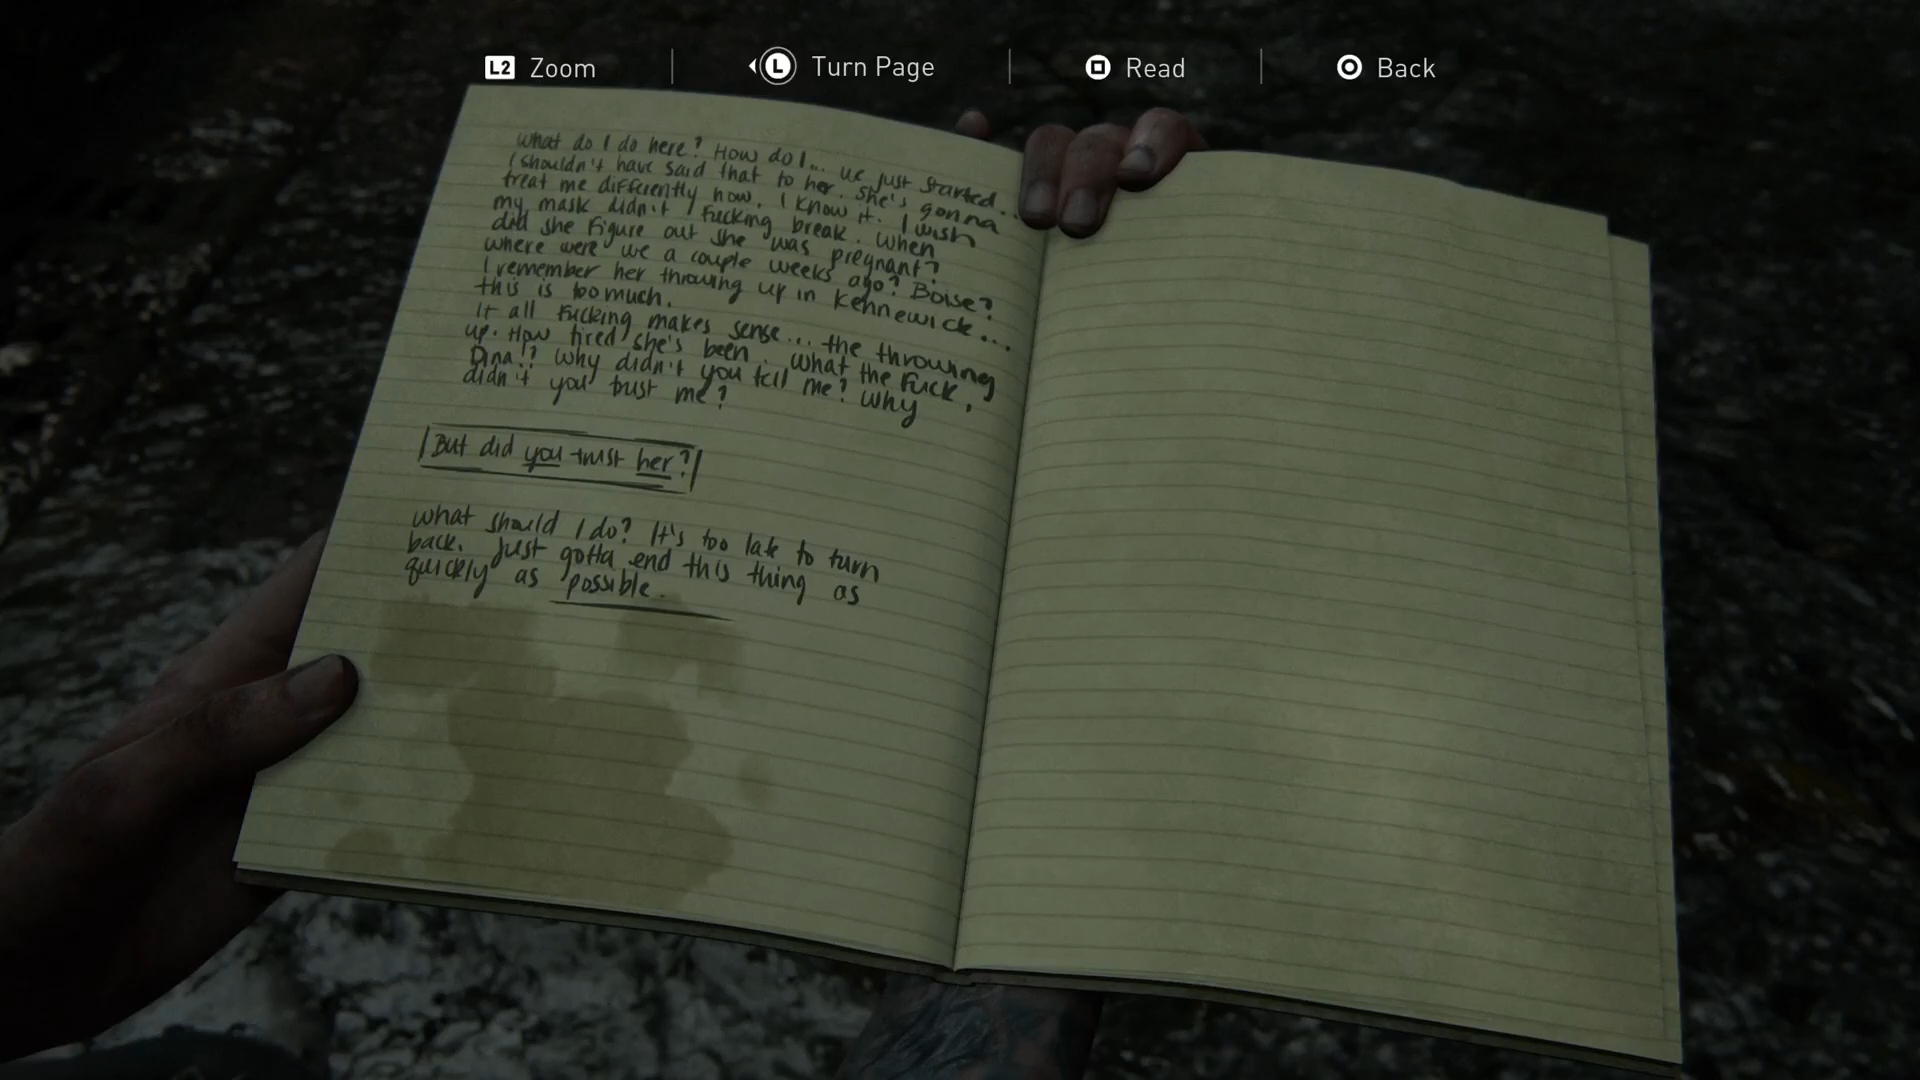 L2 Zoom
L Turn Page
Read
Back
what do I do here? How do I... we just started...
I shouldn't have said that to her. She's gonna
treat me differently now. I know it. I wish
my mask didn't fucking break. When
did she figure out she was pregnant?
where were we a couple weeks ago? Boise?
I remember her throwing up in Kennewick...
this is too much.
It all fucking makes sense... the throwing
up. How tired she's been. What the Fuck,
Dina!? Why didn't you tell me? Why
didn't you trust me?
But did you trust her?
what should I do? It's too late to turn
back. Just gotta end this thing as
quickly as possible.